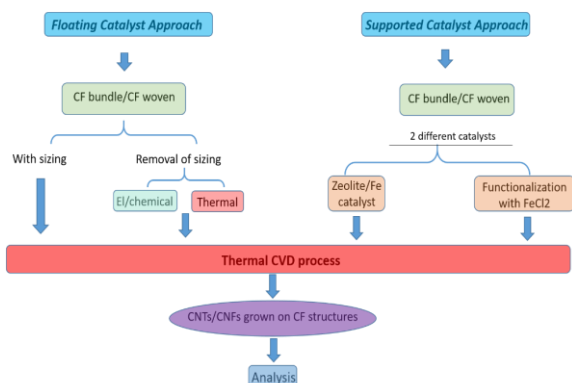 Floating Catalyst Approach
Supported Catalyst Approach
CF bundle/CF woven
CF bundle/CF woven
2 different catalysts
With sizing
Removal of sizing
El/chemical
Thermal
Zeolite/Fe
catalyst
Functionalization
with FeCl2
Thermal CVD process
CNTs/CNFs grown on CF structures
Analysis